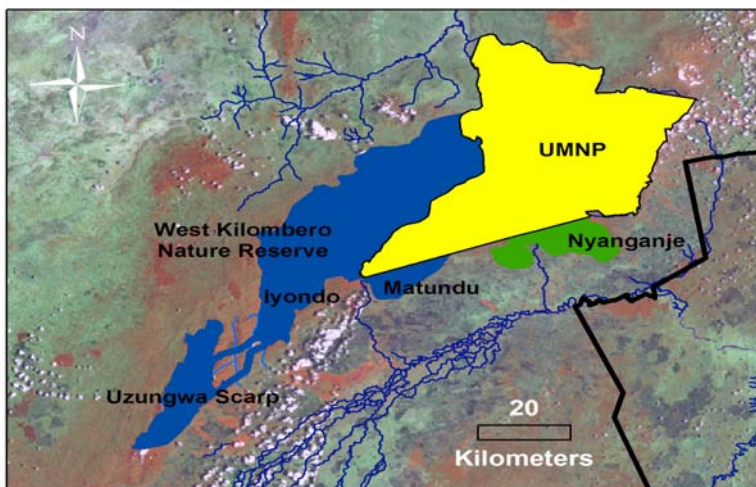 N
UMNP
West Kilombero
Nature Reserve
Nyanganje
Iyondo
Matundu
Uzungwa Scarp
20
Kilometers